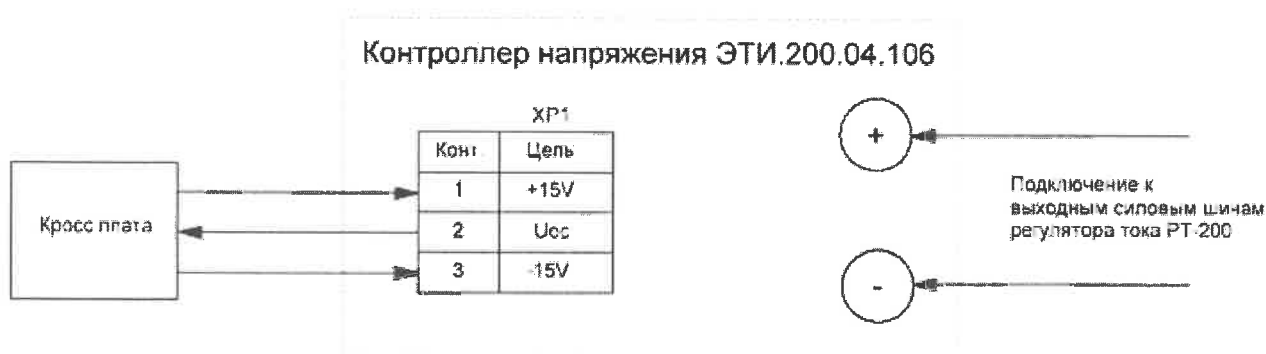 Контроллер напряжения ЭТИ.200.04.106
XP1
Конт. Цепь
1 +15V
2 Uос
3 -15V
Кросс плата
+
-
Подключение к
выходным силовым шинам
регулятора тока РТ-200